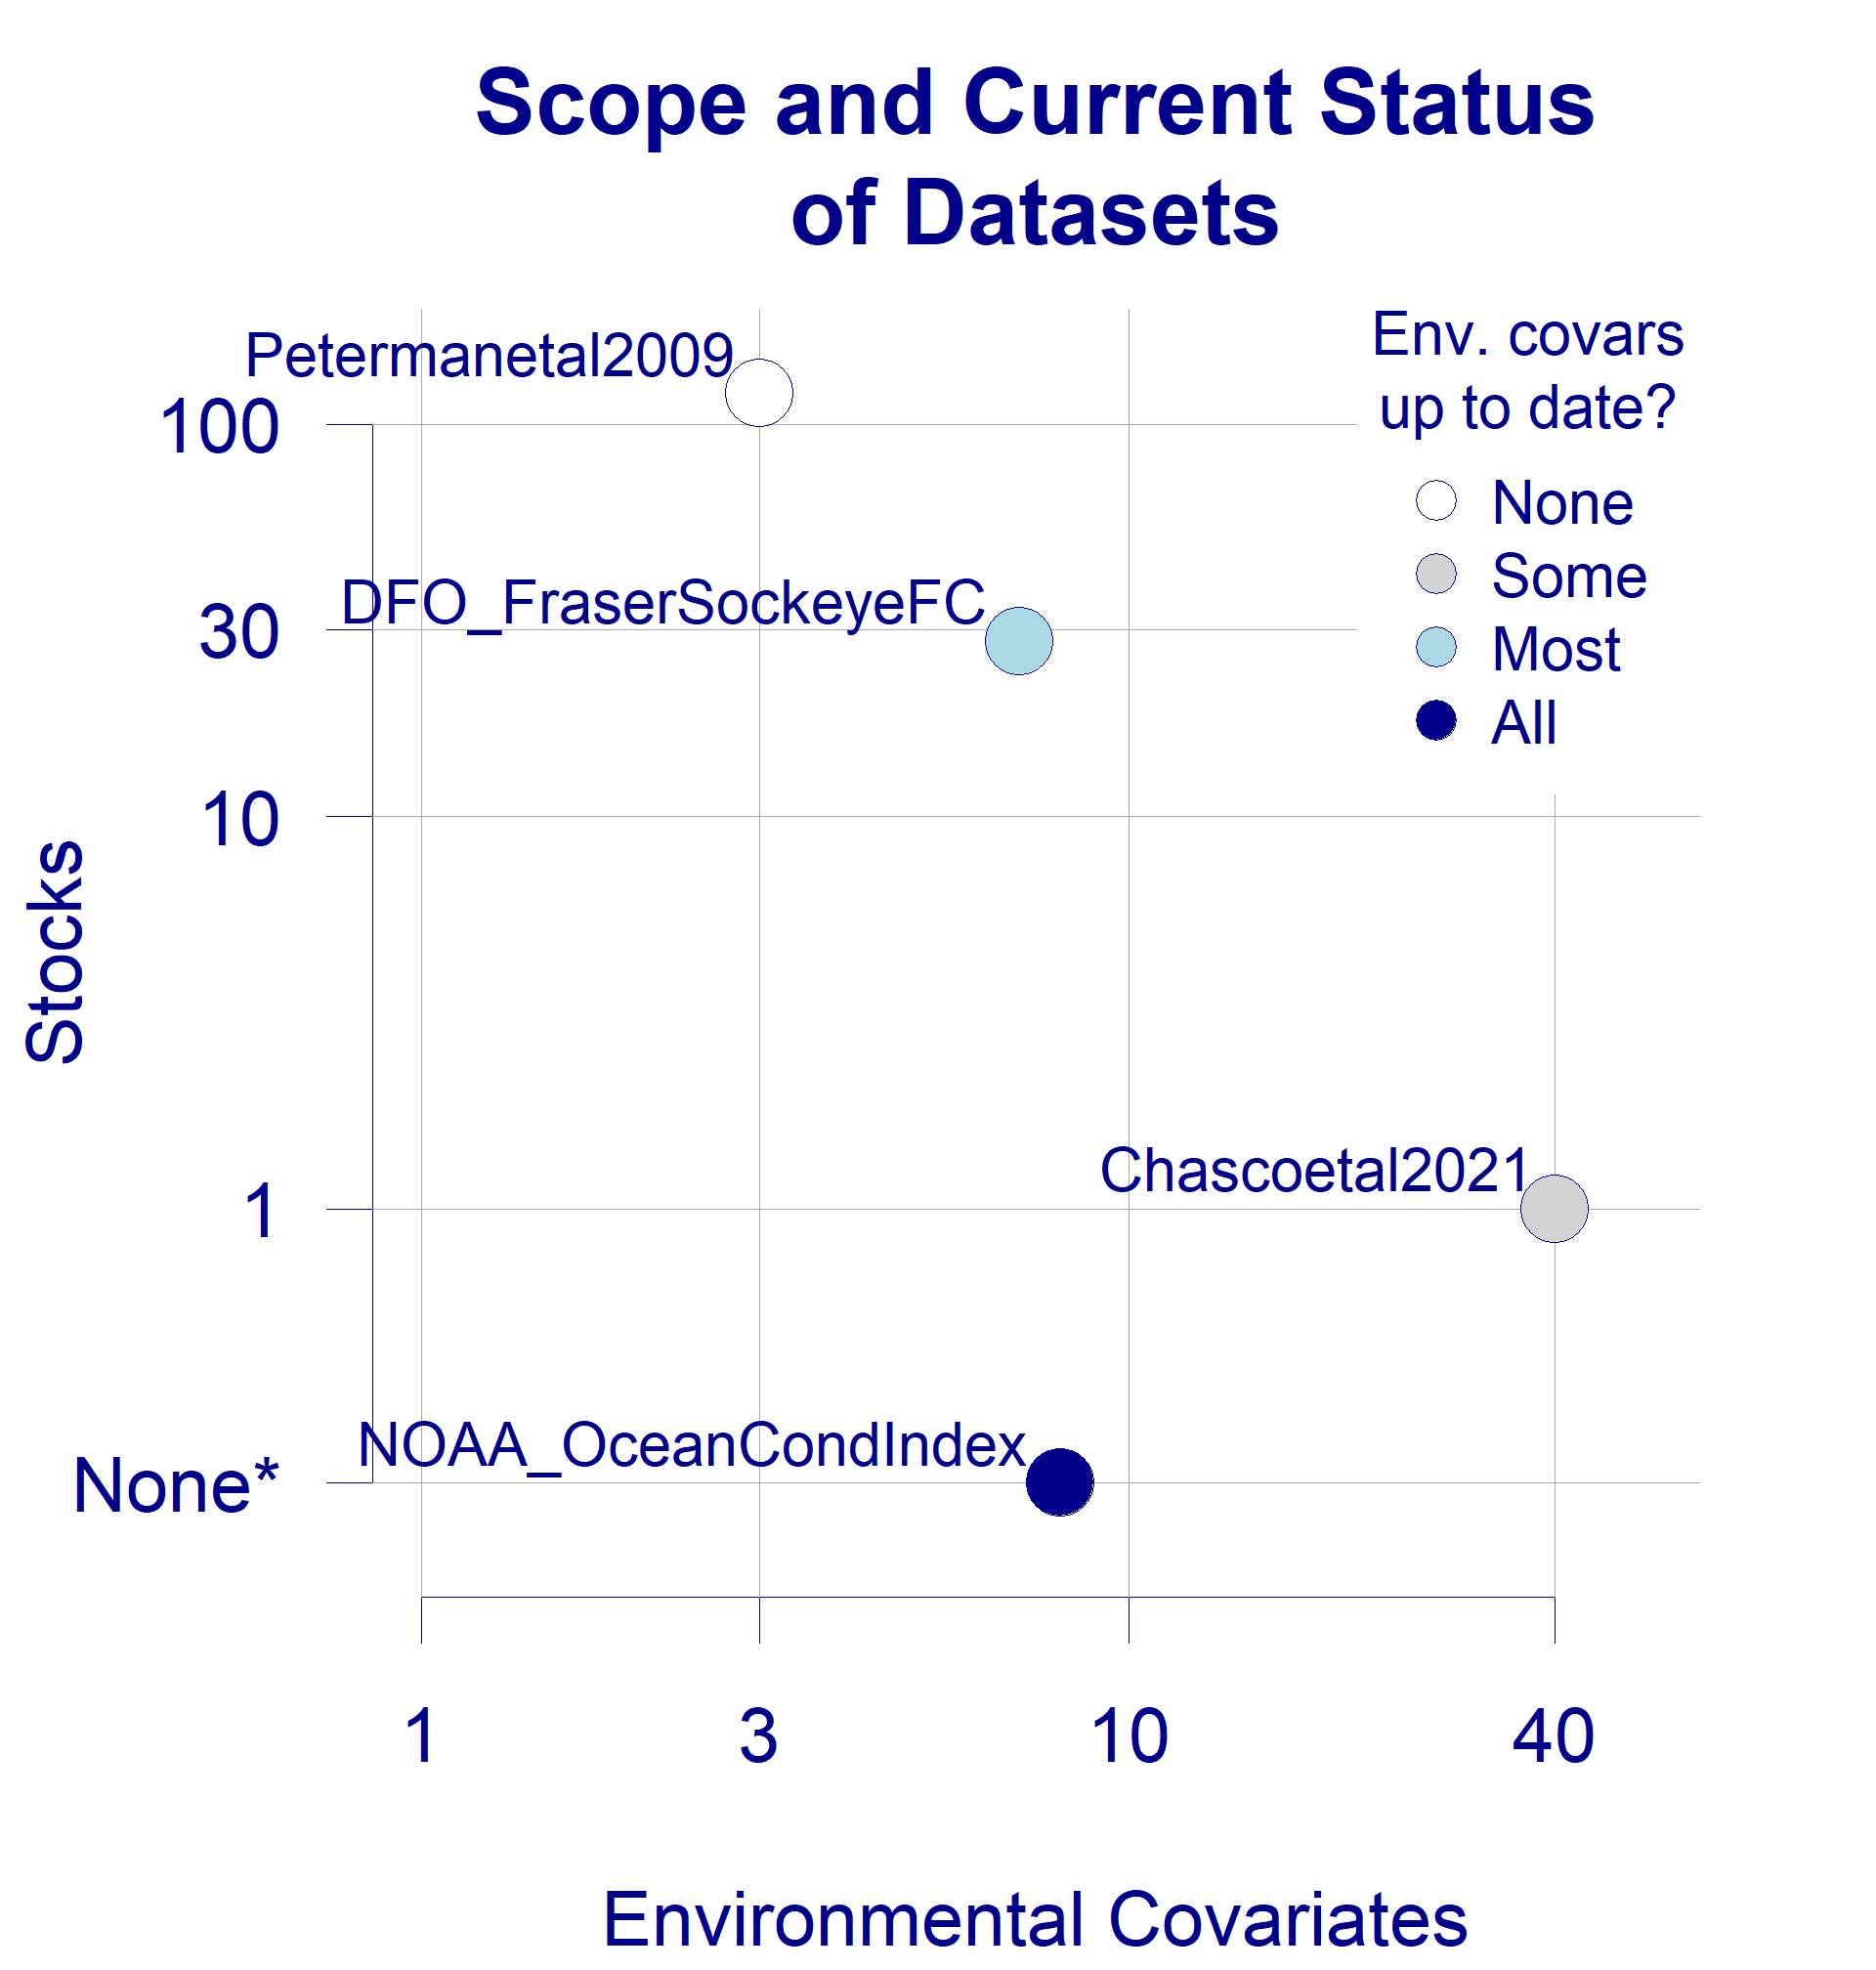 Scope and Current Status
of Datasets
Env. covars
up to date?
None
Some
Most
All
Petermanetal2009
DFO_FraserSockeyeFC
Chascoetal2021
NOAA_OceanCondIndex
Stocks
100
30
10
1
None*
1
3
10
40
Environmental Covariates